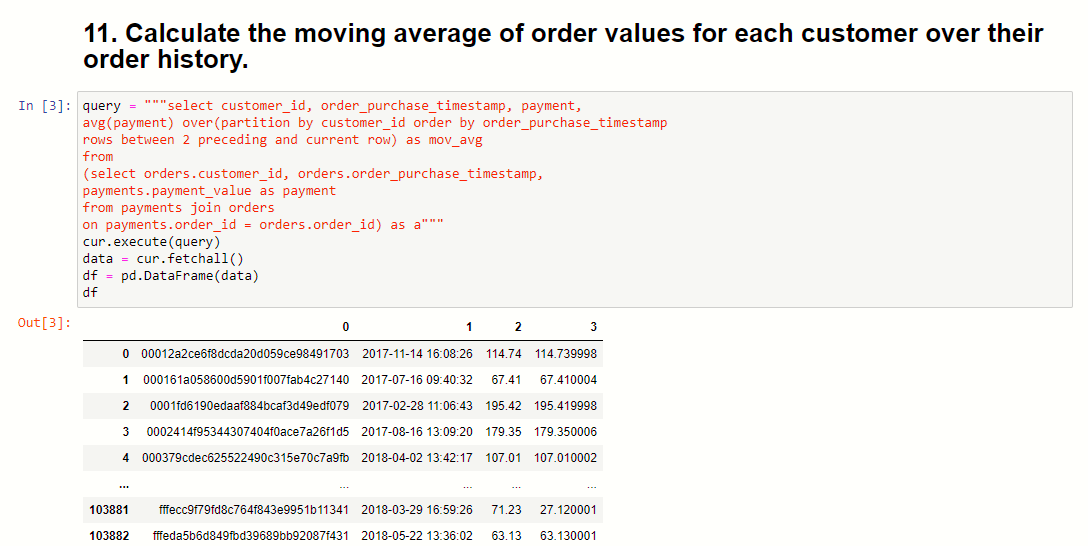 11. Calculate the moving average of order values for each customer over their
order history.
In [3]: query = """select customer_id, order_purchase_timestamp, payment,
avg(payment) over(partition by customer_id order by order_purchase_timestamp
rows between 2 preceding and current row) as mov_avg
from
(select orders.customer_id, orders.order_purchase_timestamp,
payments.payment_value as payment
from payments join orders
on payments.order_id = orders.order_id) as a"""
cur.execute(query)
data = cur.fetchall()
df = pd.DataFrame(data)
df
Out[3]:
0 1 2 3
0 00012a2ce6f8dcda20d059ce98491703 2017-11-14 16:08:26 114.74 114.739998
1 000161a058600d5901f007fab4c27140 2017-07-16 09:40:32 67.41 67.410004
2 0001fd6190edaaf884bcaf3d49edf079 2017-02-28 11:06:43 195.42 195.419998
3 0002414f95344307404f0ace7a26f1d5 2017-08-16 13:09:20 179.35 179.350006
4 000379cdec625522490c315e70c7a9fb 2018-04-02 13:42:17 107.01 107.010002
... ... ... ... ...
103881 fffecc9f79fd8c764f843e9951b11341 2018-03-29 16:59:26 71.23 27.120001
103882 fffeda5b6d849fbd39689bb92087f431 2018-05-22 13:36:02 63.13 63.130001